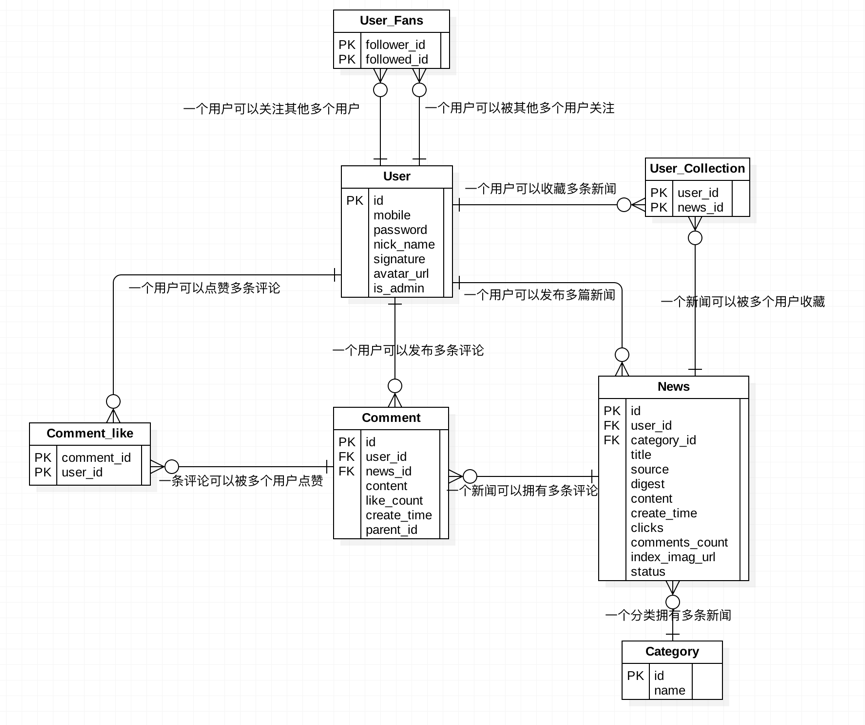 User_Fans
PK follower_id
PK followed_id
一个用户可以关注其他多个用户
一个用户可以被其他多个用户关注
User
PK id
mobile
password
nick_name
signature
avatar_url
is_admin
一个用户可以收藏多条新闻
User_Collection
PK user_id
PK news_id
一个用户可以点赞多条评论
一个用户可以发布多篇新闻
一个新闻可以被多个用户收藏
一个用户可以发布多条评论
Comment_like
PK comment_id
PK user_id
一条评论可以被多个用户点赞
Comment
PK id
FK user_id
FK news_id
content
like_count
create_time
parent_id
一个新闻可以拥有多条评论
News
PK id
FK user_id
FK category_id
title
source
digest
content
create_time
clicks
comments_count
index_imag_url
status
一个分类拥有多条新闻
Category
PK id
name